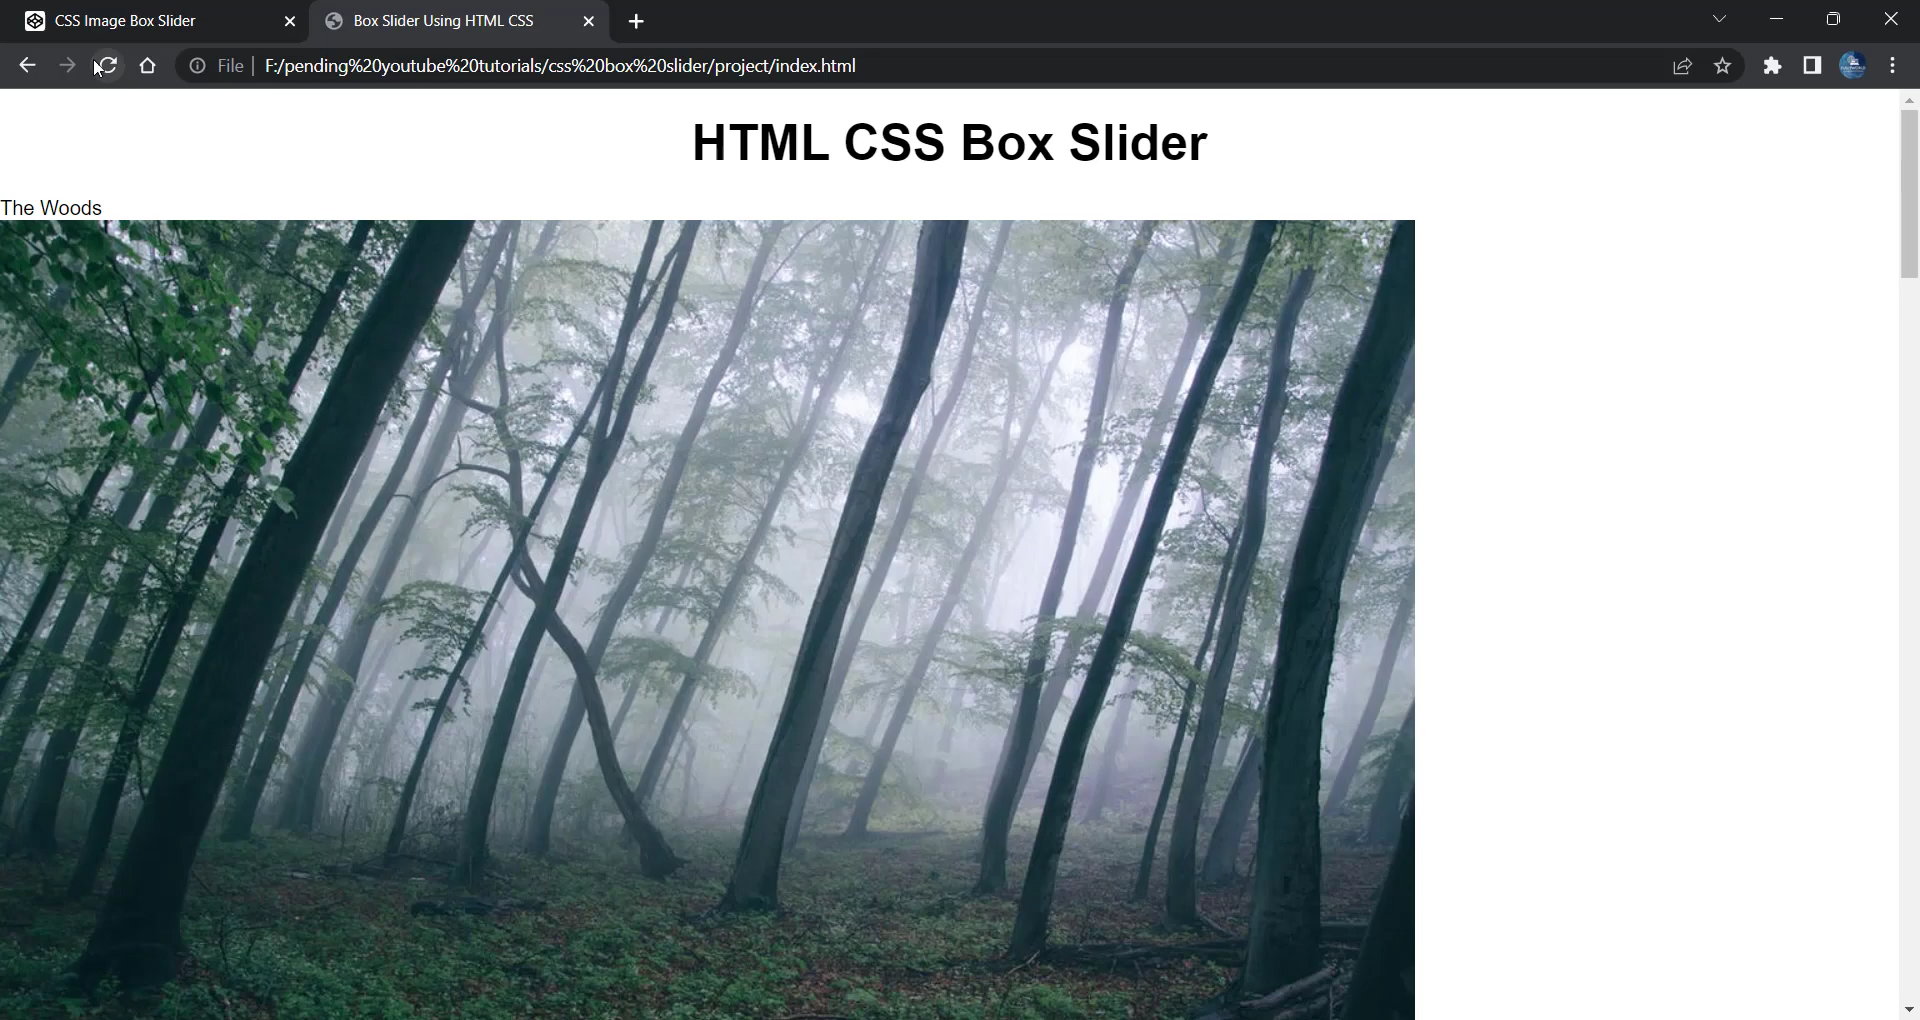 CSS Image Box Slider
Box Slider Using HTML CSS
File
F:/pending%20youtube%20tutorials/css%20box%20slider/project/index.html
HTML CSS Box Slider
The Woods